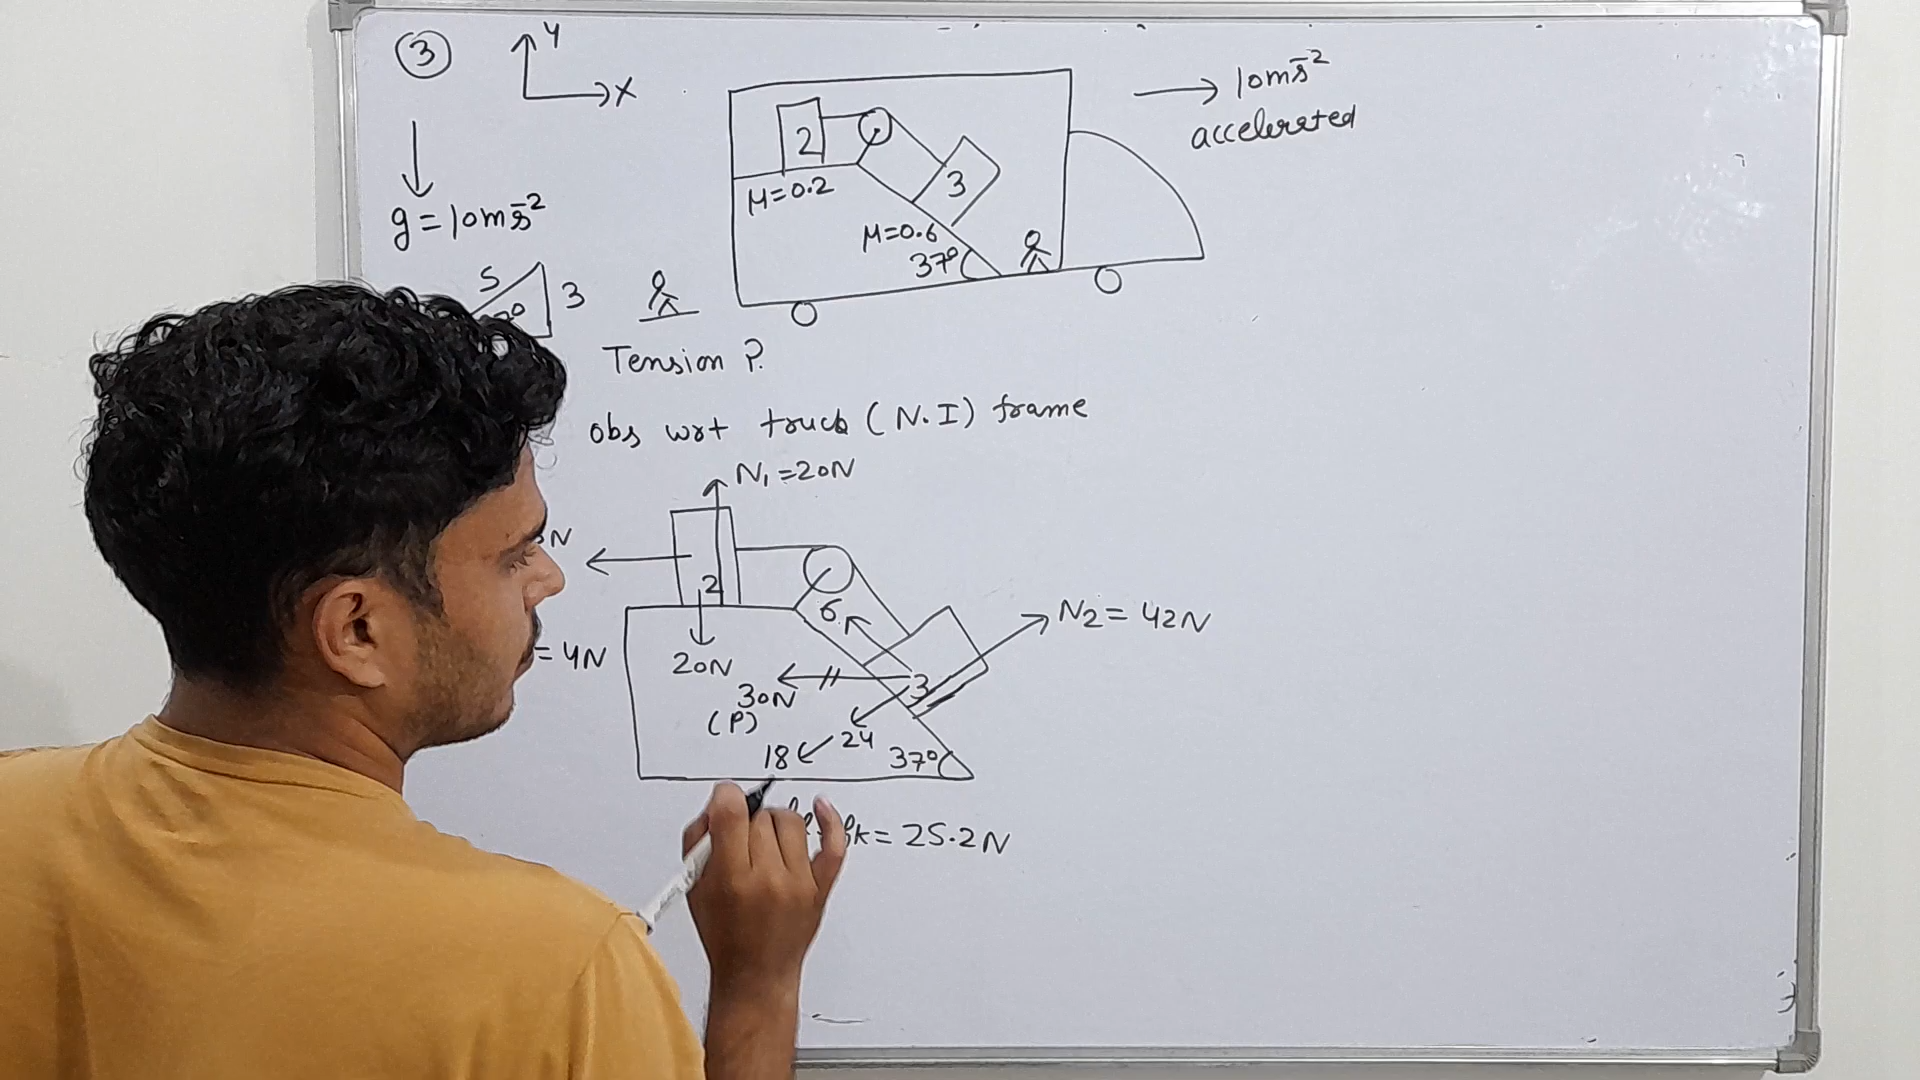 3
Y
X
g = 10ms⁻²
5
3
2
3
μ=0.2
μ=0.6
37°
10ms⁻²
accelerated
Tension ?
obs wrt truck (N.I) frame
N₁ =20N
N
2
20N
= 4N
6
3
N₂ = 42N
30N
(P)
24
18
37°
k = 25.2N